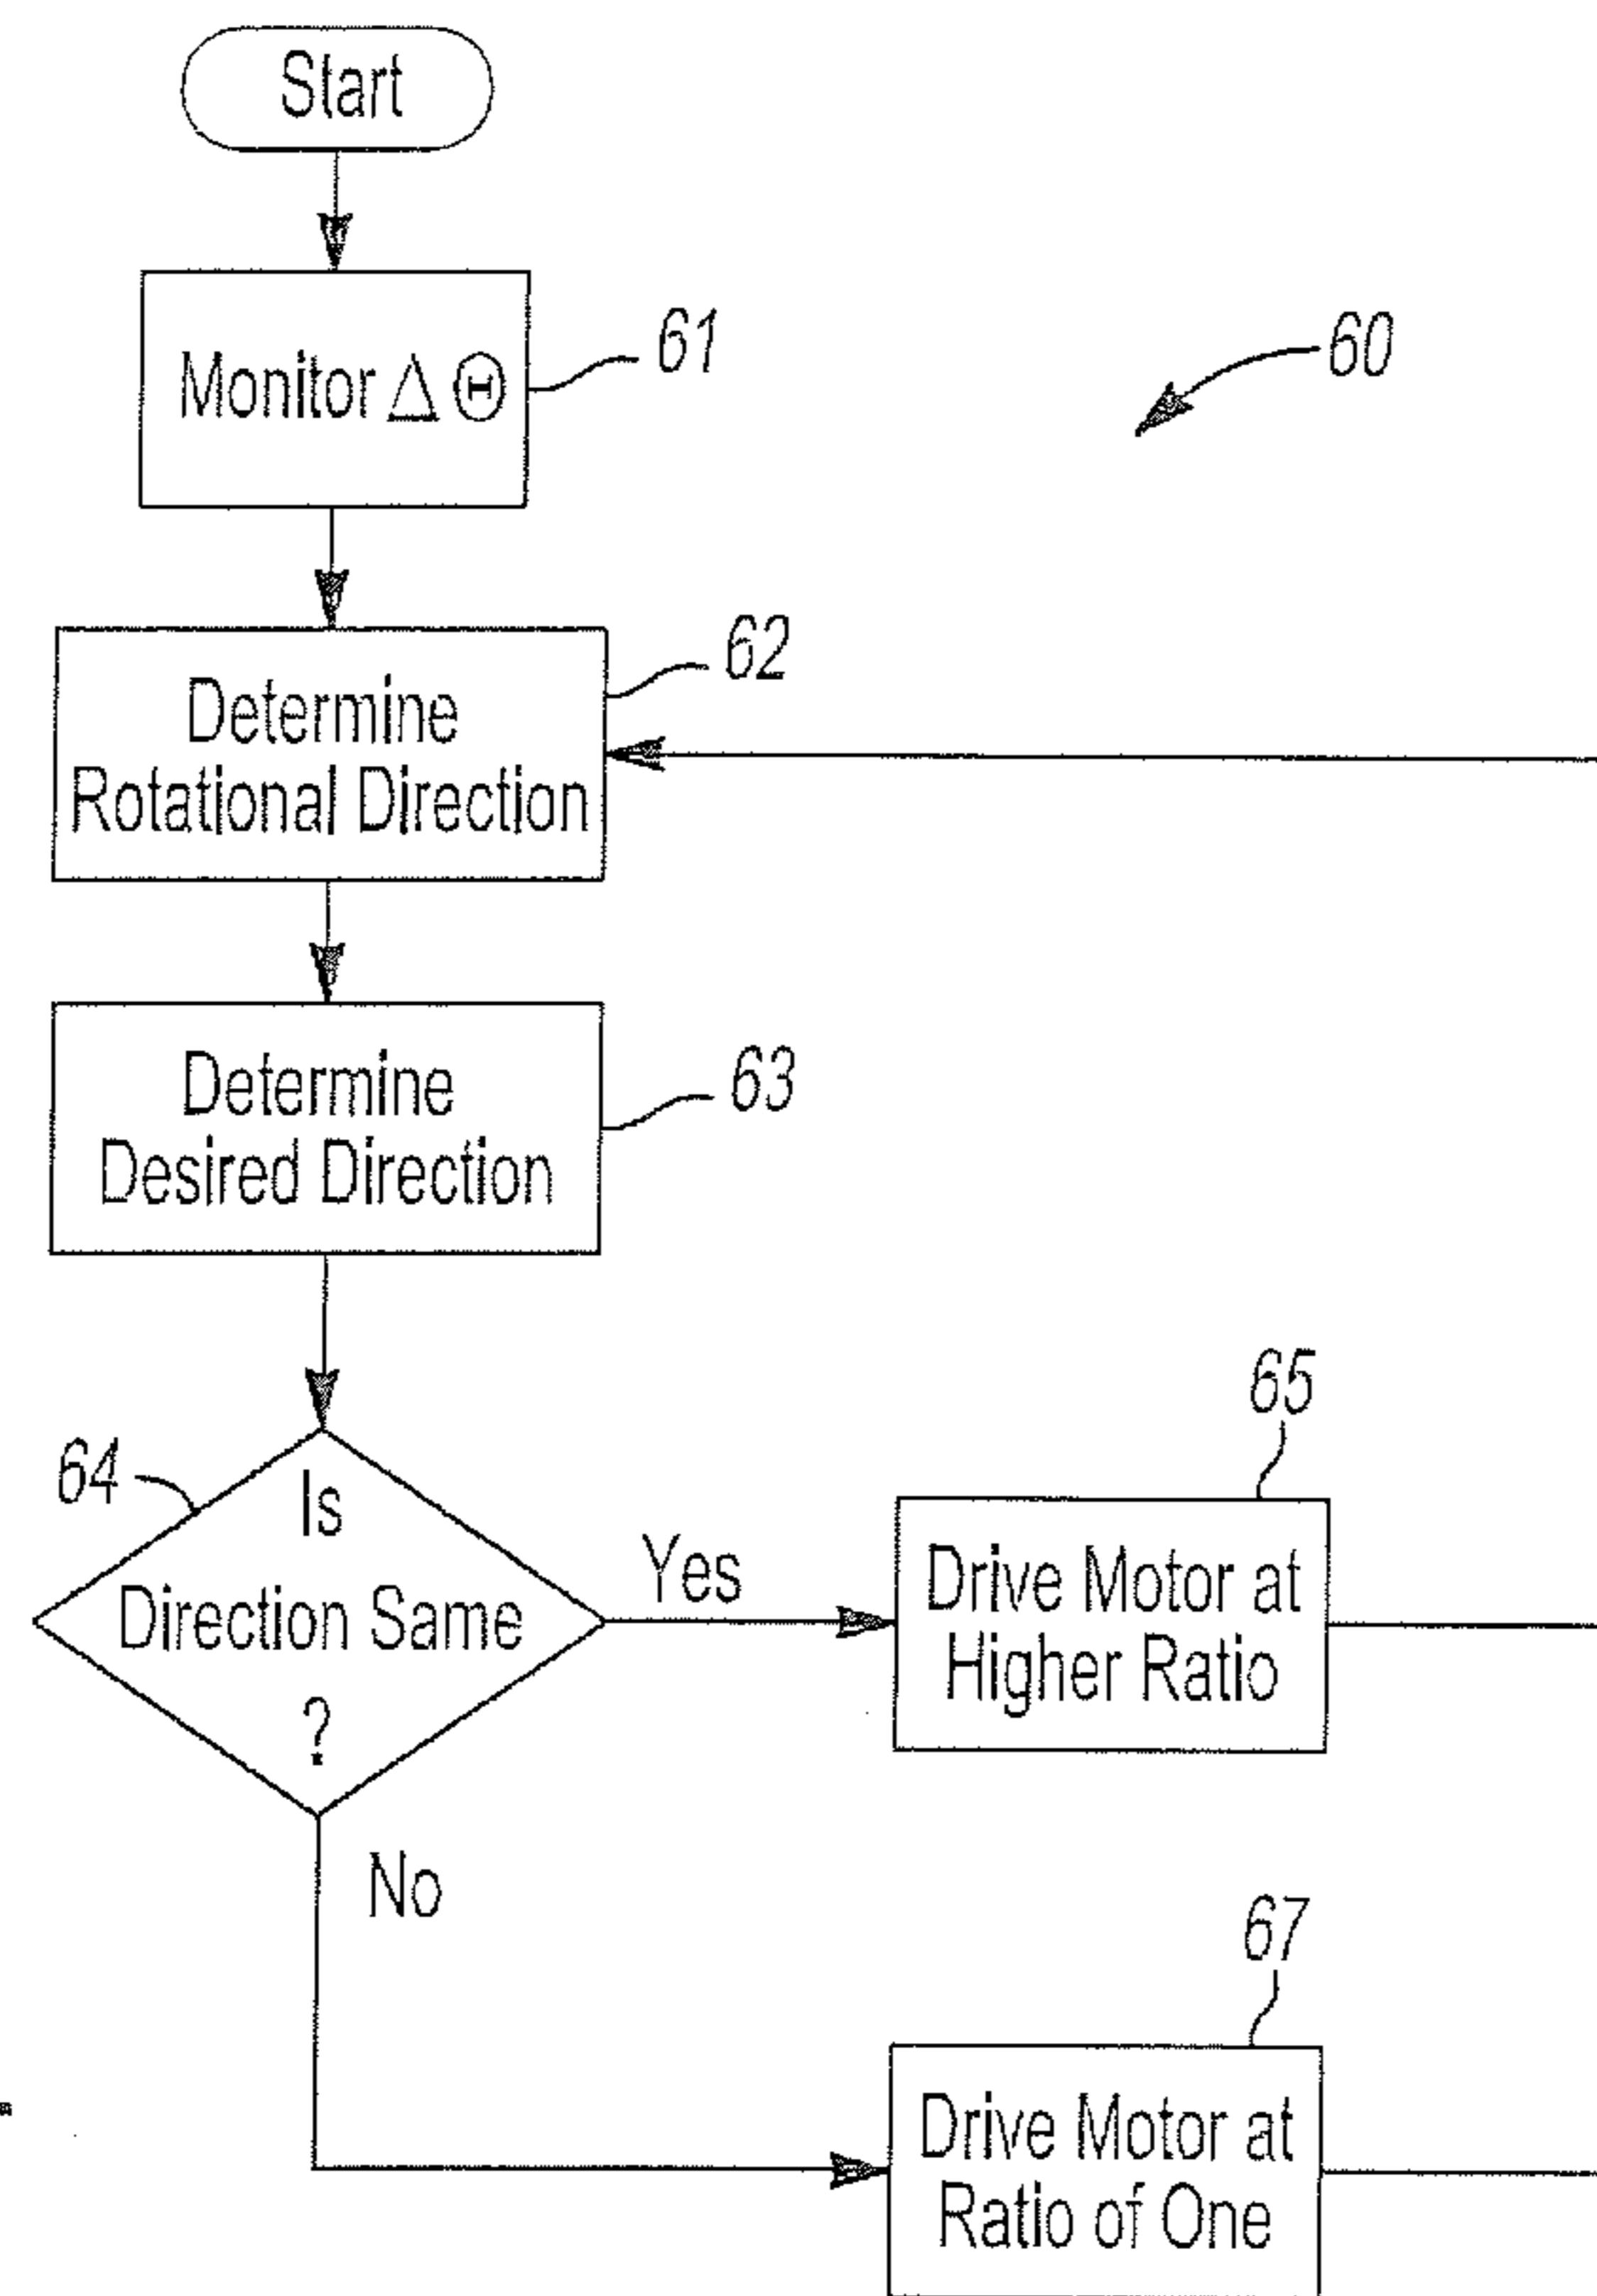 Start
Monitor Δ Θ
61
60
Determine
Rotational Direction
62
Determine
Desired Direction
63
64
Is
Direction Same
?
Yes
No
65
Drive Motor at
Higher Ratio
67
Drive Motor at
Ratio of One